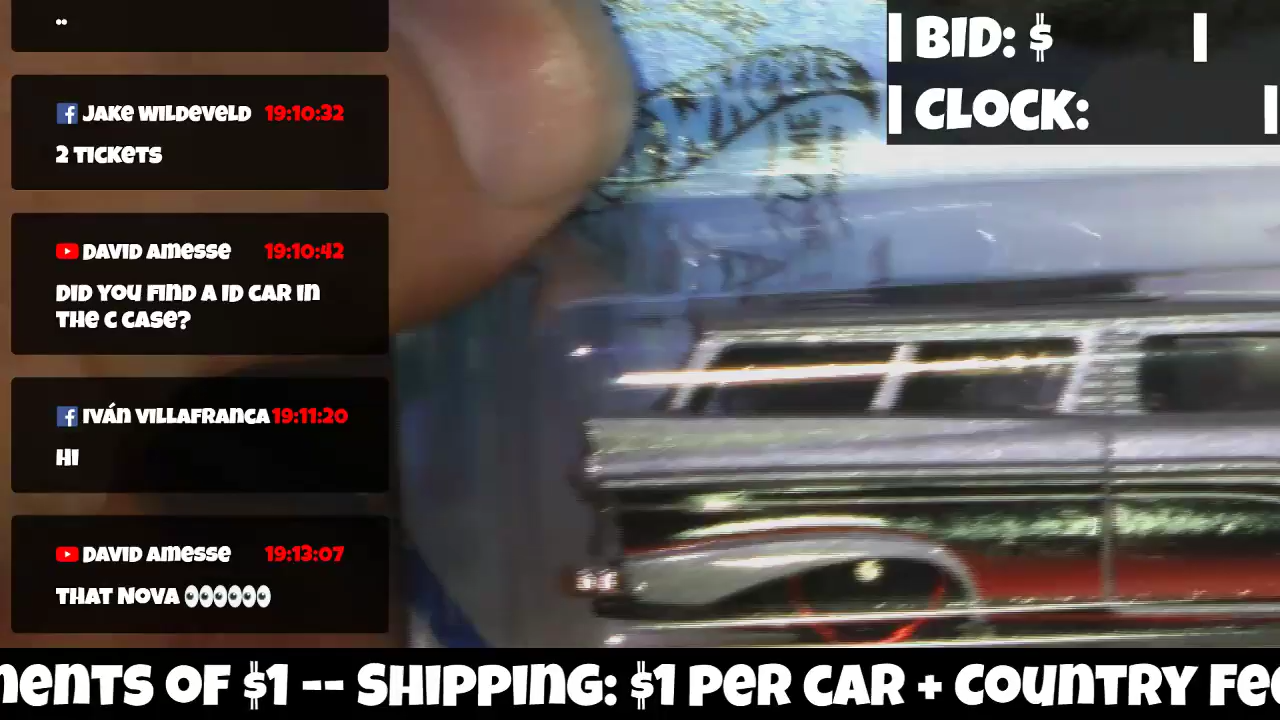 ..
JAKE WILDEVELD 19:10:32
2 TICKETS
DAVID AMESSE 19:10:42
DID YOU FIND A ID CAR IN
THE C CASE?
IVÁN VILLAFRANCA 19:11:20
HI
DAVID AMESSE 19:13:07
THAT NOVA 👀👀👀
| BID: $ |
| CLOCK: |
MENTS OF $1 -- SHIPPING: $1 PER CAR + COUNTRY FEE